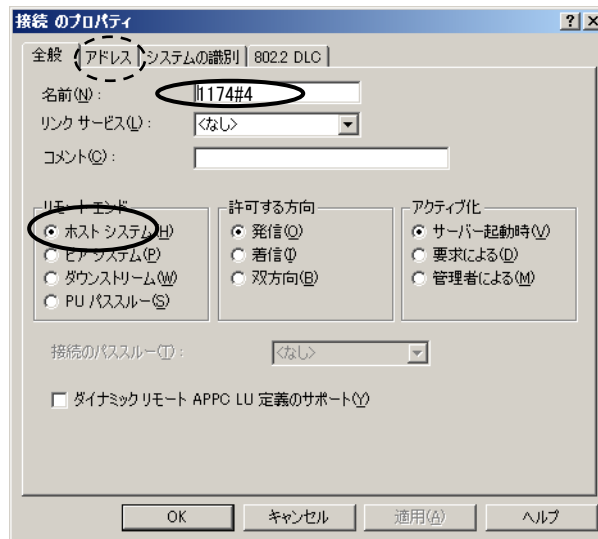 接続 のプロパティ
全般 アドレス システムの識別 802.2 DLC
名前(N) : 1174#4
リンク サービス(L) : <なし>
コメント(C) :
リモート エンド 許可する方向 アクティブ化
ホスト システム(H) 発信(O) サーバー起動時(V)
ピア システム(P) 着信(I) 要求による(D)
ダウンストリーム(W) 双方向(B) 管理者による(M)
PU パススルー(S)
接続のパススルー(T) : <なし>
ダイナミック リモート APPC LU 定義のサポート(Y)
OK キャンセル 適用(A) ヘルプ